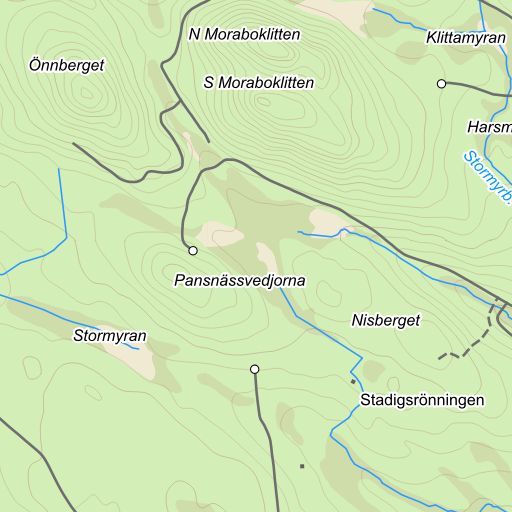 N Moraboklitten
Klittamyran
Önnberget
S Moraboklitten
Harsm
Stormyrb.
Pansnässvedjorna
Nisberget
Stormyran
Stadigsrönningen